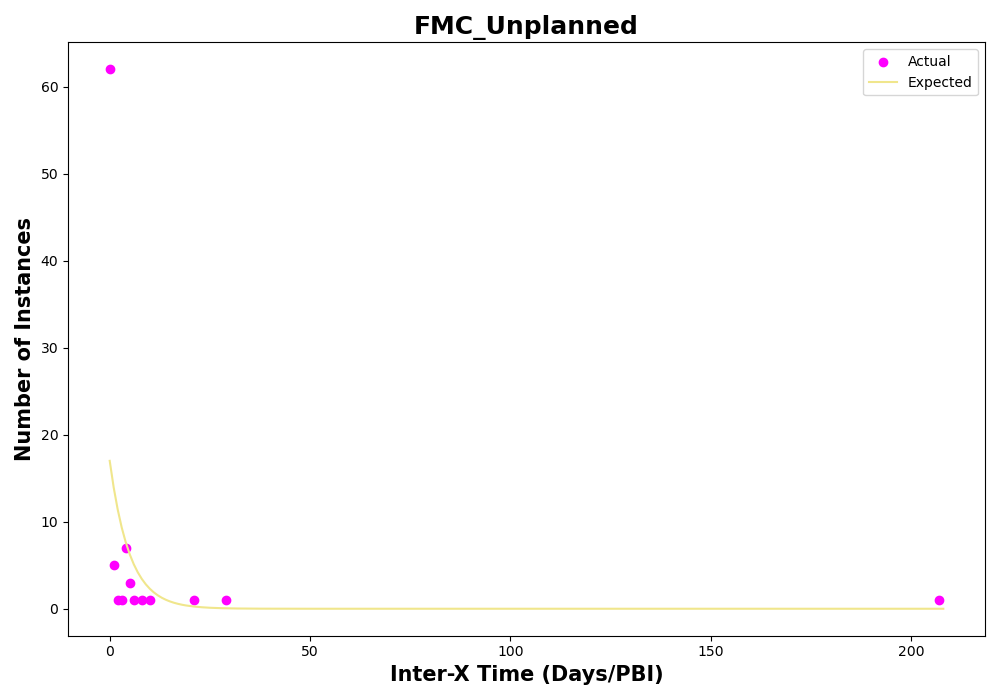 FMC_Unplanned
Actual
Expected
Number of Instances
60
50
40
30
20
10
0
0
50
100
150
200
Inter-X Time (Days/PBI)